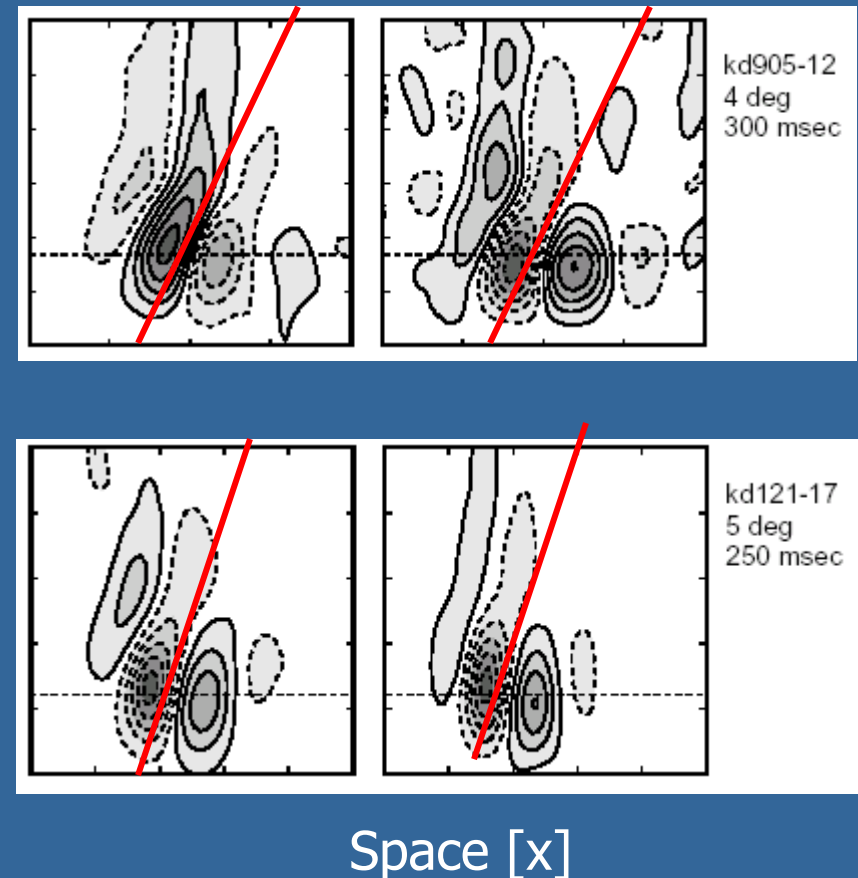 kd905-12
4 deg
300 msec
kd121-17
5 deg
250 msec
Space [x]